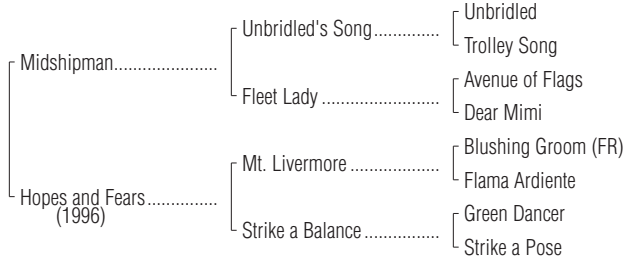 Unbridled
Unbridled's Song..............
Trolley Song
Midshipman......................
Avenue of Flags
Fleet Lady .........................
Dear Mimi
Blushing Groom (FR)
Mt. Livermore ...................
Flama Ardiente
Hopes and Fears..............
(1996)
Green Dancer
Strike a Balance ................
Strike a Pose